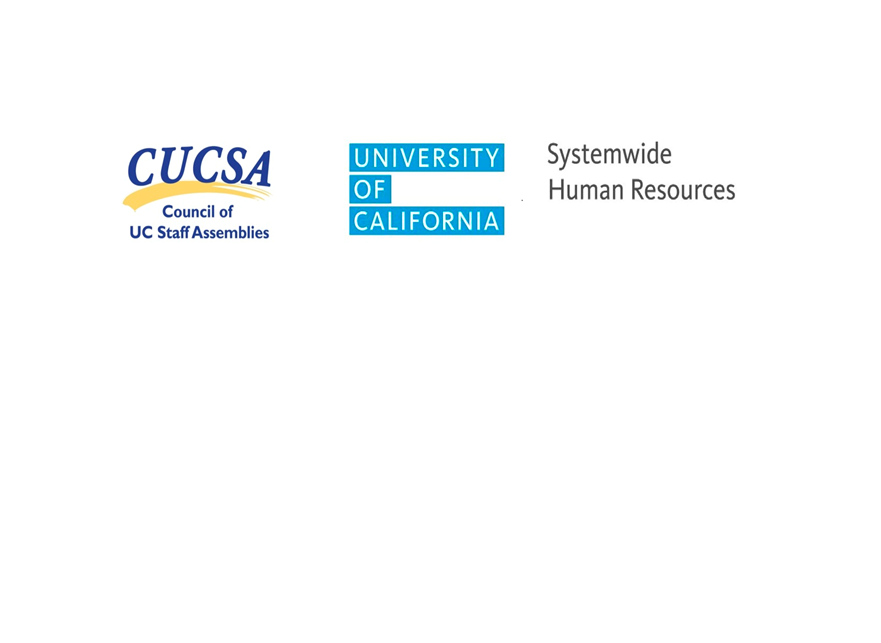 CUCSA
Council of
UC Staff Assemblies
UNIVERSITY
OF
CALIFORNIA
Systemwide
Human Resources